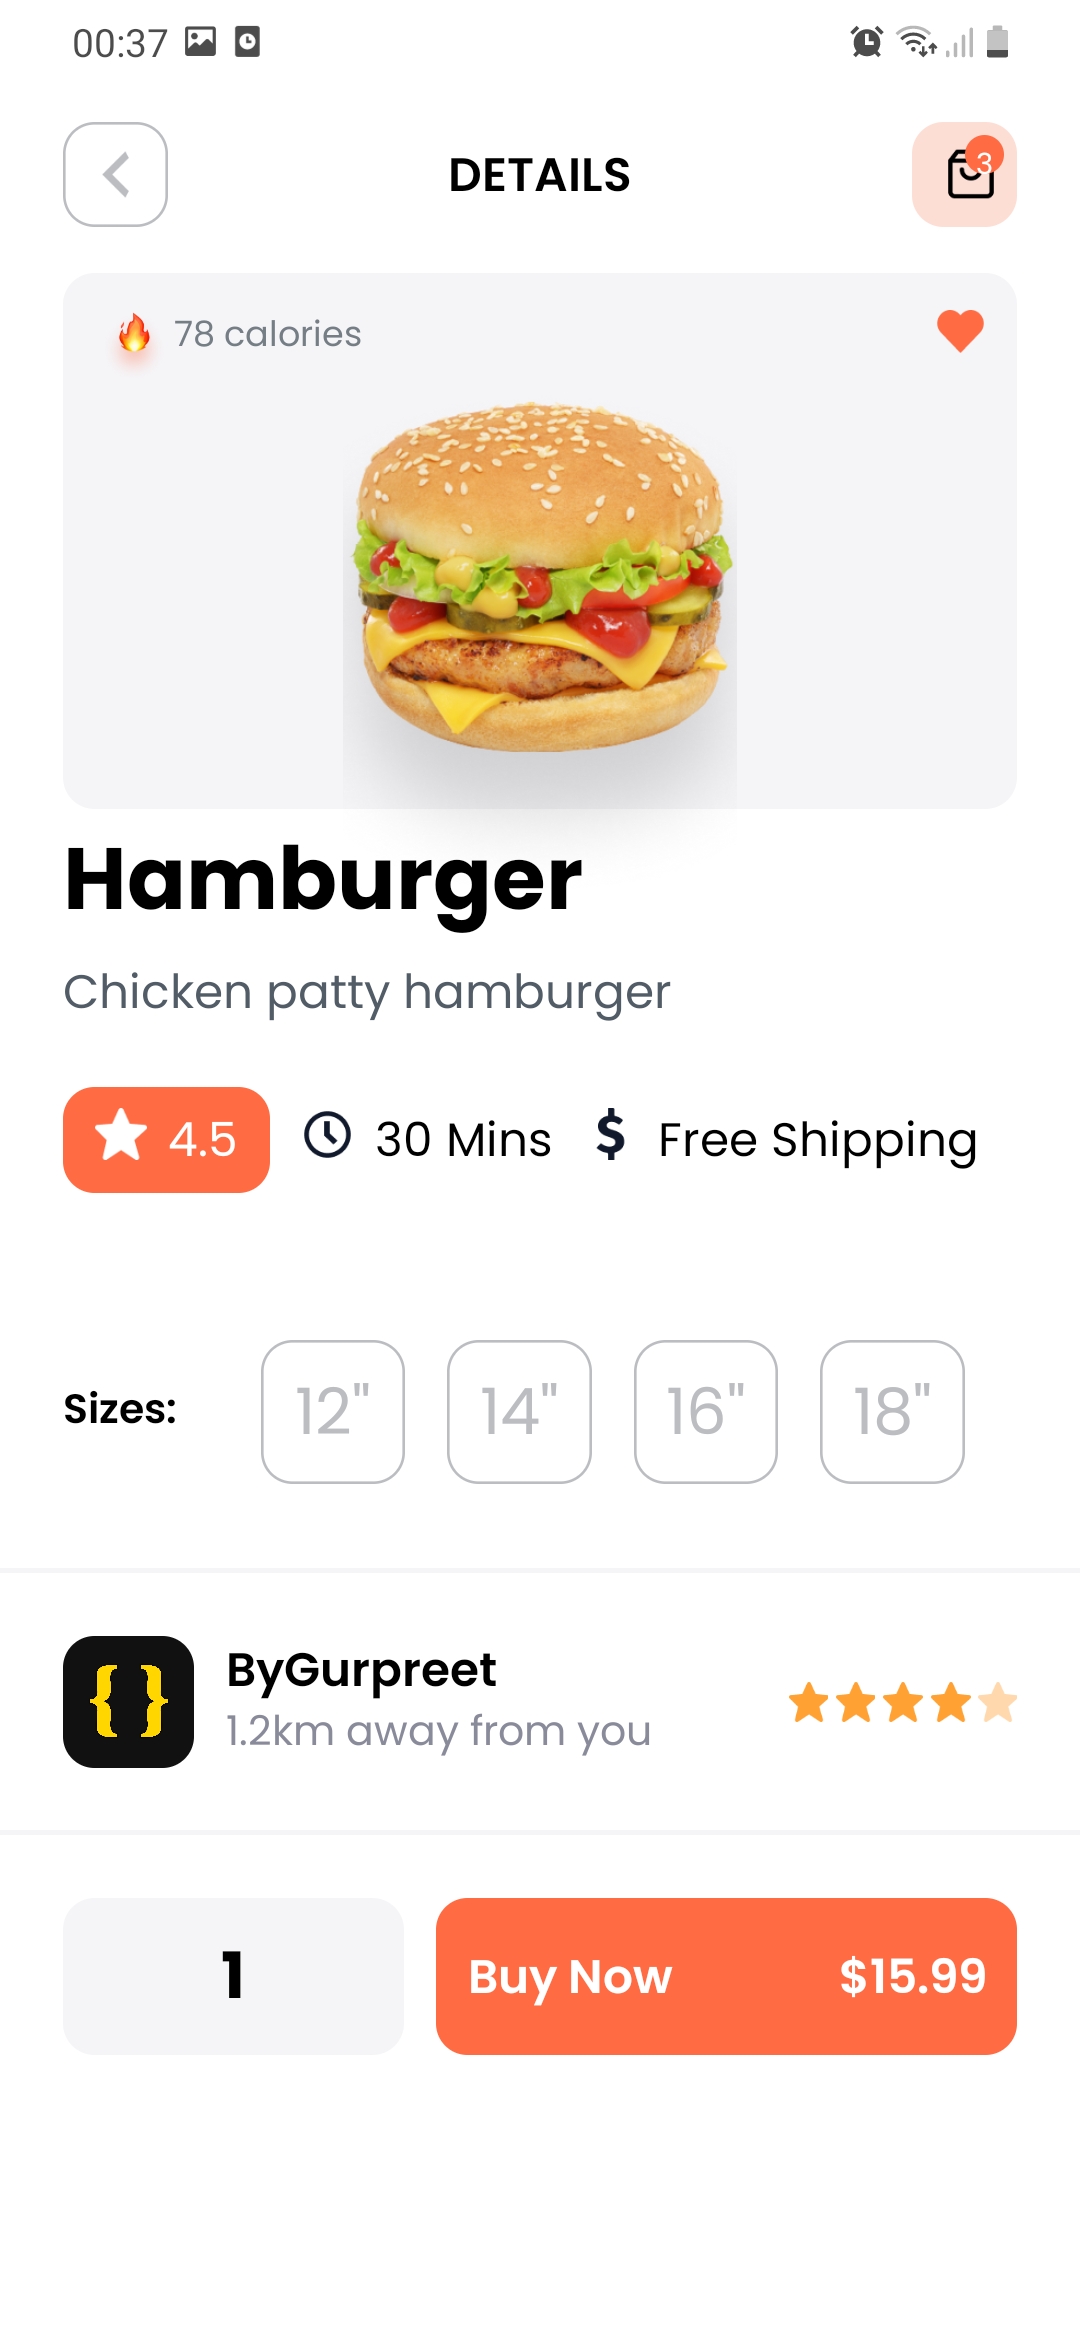 00:37
DETAILS
3
78 calories
Hamburger
Chicken patty hamburger
4.5 30 Mins $ Free Shipping
Sizes: 12" 14" 16" 18"
{ }
ByGurpreet
1.2km away from you
1 Buy Now $15.99